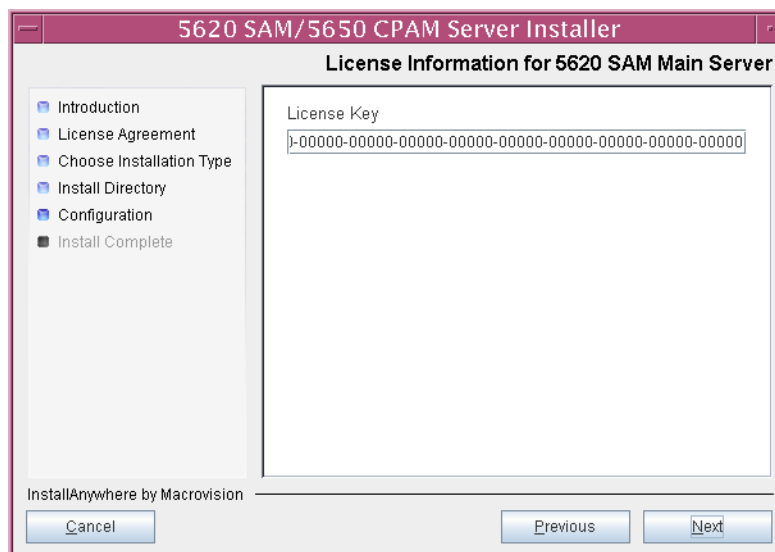 5620 SAM/5650 CPAM Server Installer
License Information for 5620 SAM Main Server
Introduction
License Agreement
Choose Installation Type
Install Directory
Configuration
Install Complete
License Key
)-00000-00000-00000-00000-00000-00000-00000-00000-00000
InstallAnywhere by Macrovision
Cancel
Previous
Next